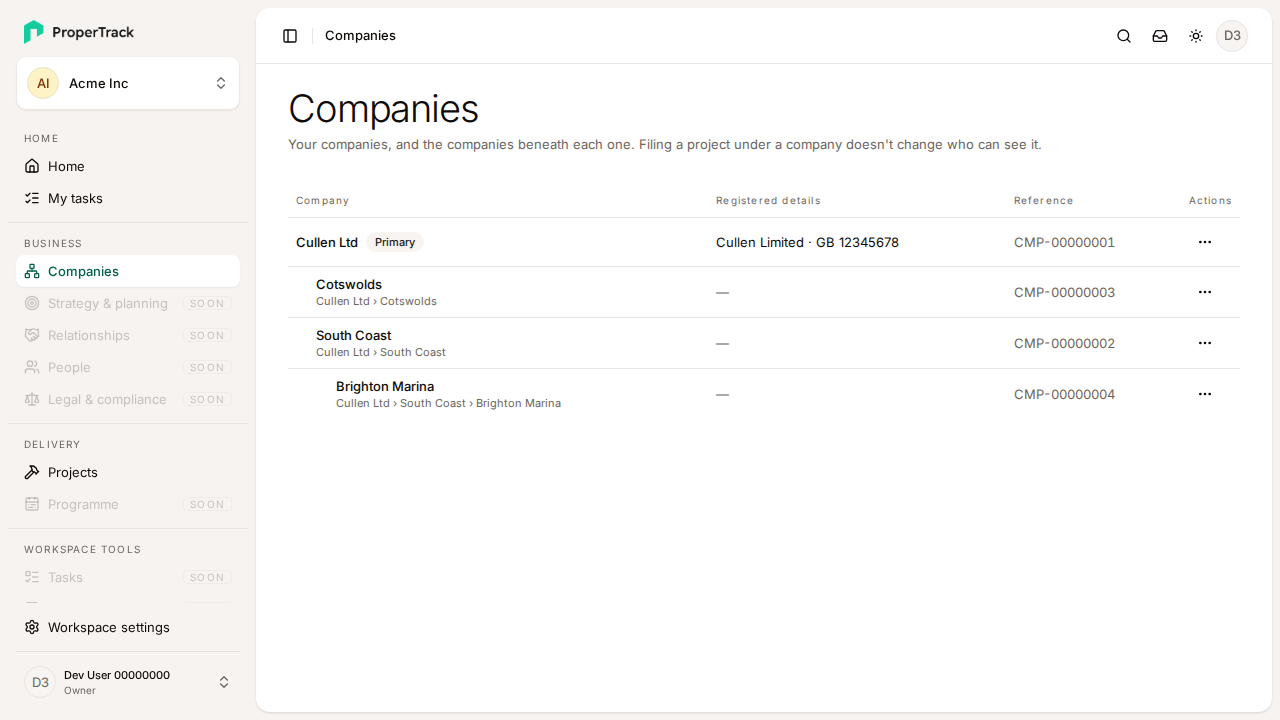 ProperTrack
AI
Acme Inc
HOME
Home
My tasks
BUSINESS
Companies
Strategy & planning SOON
Relationships SOON
People SOON
Legal & compliance SOON
DELIVERY
Projects
Programme SOON
WORKSPACE TOOLS
Tasks SOON
Workspace settings
D3
Dev User 00000000
Owner
Companies
D3
Companies
Your companies, and the companies beneath each one. Filing a project under a company doesn't change who can see it.
Company Registered details Reference Actions
Cullen Ltd Primary Cullen Limited · GB 12345678 CMP-00000001
Cotswolds
Cullen Ltd › Cotswolds — CMP-00000003
South Coast
Cullen Ltd › South Coast — CMP-00000002
Brighton Marina
Cullen Ltd › South Coast › Brighton Marina — CMP-00000004